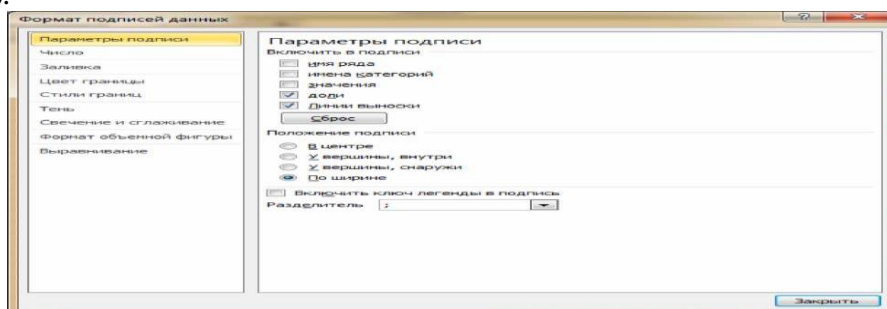 Формат подписей данных
Параметры подписи
Число
Заливка
Цвет границы
Стили границ
Тень
Свечение и сглаживание
Формат объемной фигуры
Выравнивание
Параметры подписи
Включить в подписи
имя ряда
имена категорий
значения
доли
Линии выноски
Сброс
Положение подписи
В центре
У вершины, внутри
У вершины, снаружи
По ширине
Включить ключ легенды в подпись
Разделитель ;
Закрыть